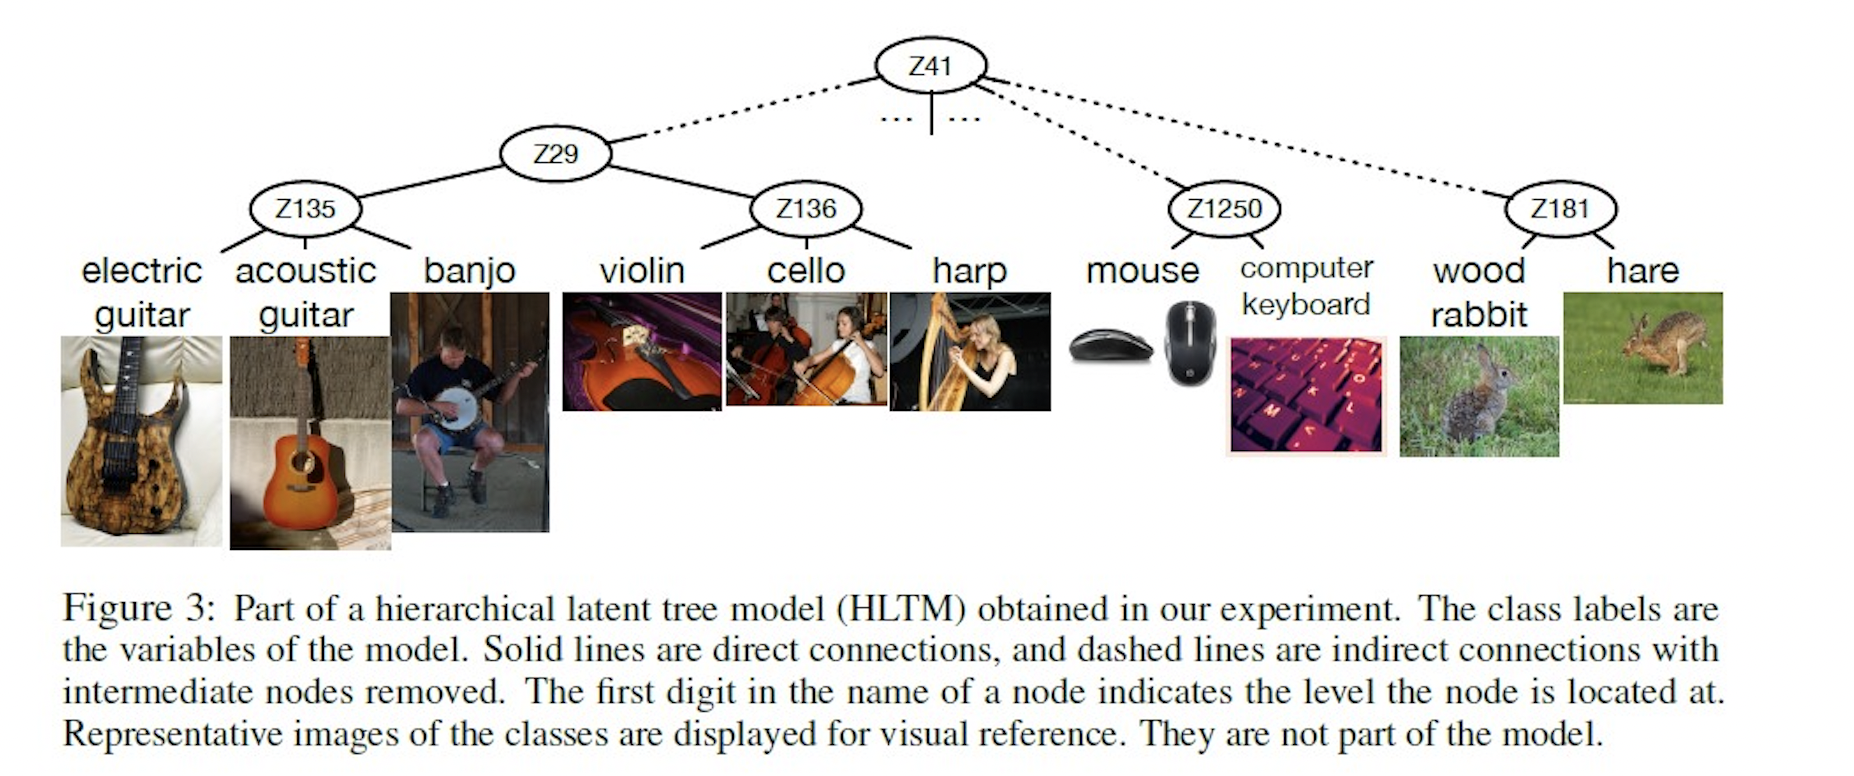 Z41
... ...
Z29
Z135 Z136 Z1250 Z181
electric acoustic banjo violin cello harp mouse computer wood hare
guitar guitar keyboard rabbit
Figure 3: Part of a hierarchical latent tree model (HLTM) obtained in our experiment. The class labels are
the variables of the model. Solid lines are direct connections, and dashed lines are indirect connections with
intermediate nodes removed. The first digit in the name of a node indicates the level the node is located at.
Representative images of the classes are displayed for visual reference. They are not part of the model.